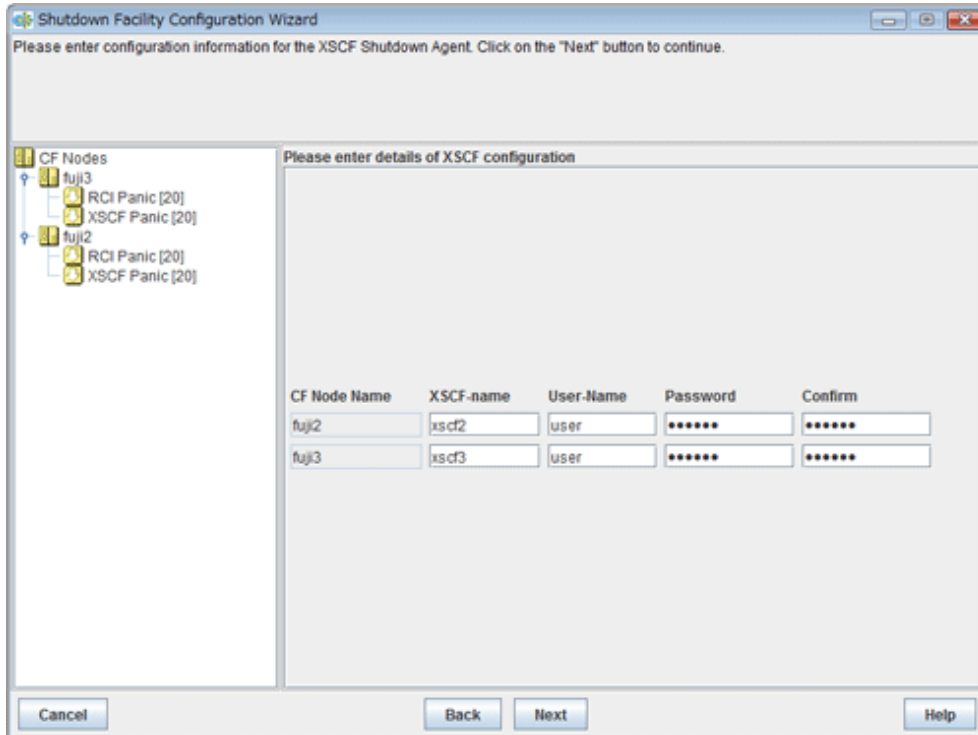 Shutdown Facility Configuration Wizard
Please enter configuration information for the XSCF Shutdown Agent. Click on the "Next" button to continue.
CF Nodes
fuji3
RCI Panic [20]
XSCF Panic [20]
fuji2
RCI Panic [20]
XSCF Panic [20]
Please enter details of XSCF configuration
CF Node Name XSCF-name User-Name Password Confirm
fuji2 xscf2 user •••••• ••••••
fuji3 xscf3 user •••••• ••••••
Cancel Back Next Help